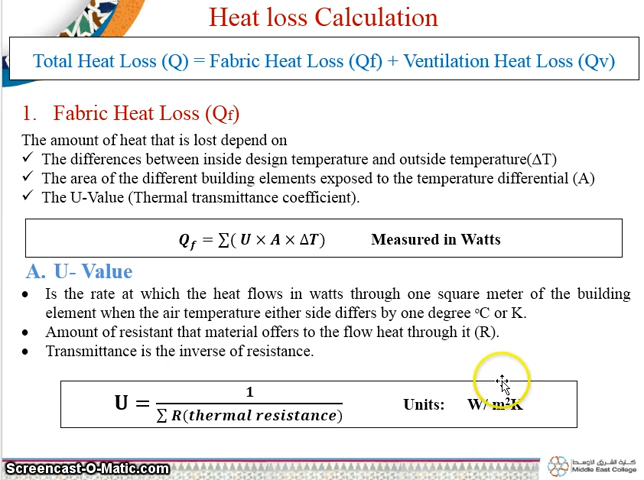 Heat loss Calculation
Total Heat Loss (Q) = Fabric Heat Loss (Qf) + Ventilation Heat Loss (Qv)
1. Fabric Heat Loss (Qf)
The amount of heat that is lost depend on
✓ The differences between inside design temperature and outside temperature(ΔT)
✓ The area of the different building elements exposed to the temperature differential (A)
✓ The U-Value (Thermal transmittance coefficient).
Q_f = ∑( U × A × ΔT) Measured in Watts
A. U- Value
• Is the rate at which the heat flows in watts through one square meter of the building
element when the air temperature either side differs by one degree °C or K.
• Amount of resistant that material offers to the flow heat through it (R).
• Transmittance is the inverse of resistance.
U = 1 / ∑ R(thermal resistance) Units: W/ m²K
كلية الشرق الأوسط
Middle East College
Screencast-O-Matic.com